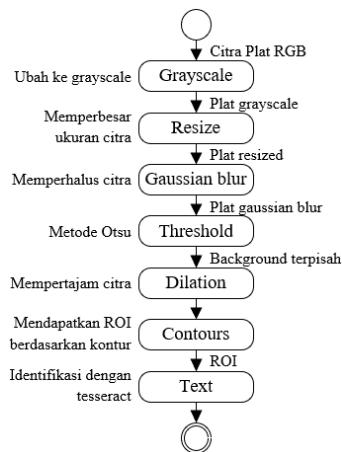 Citra Plat RGB
Ubah ke grayscale
Grayscale
Plat grayscale
Memperbesar
ukuran citra
Resize
Plat resized
Memperhalus citra
Gaussian blur
Plat gaussian blur
Metode Otsu
Threshold
Background terpisah
Mempertajam citra
Dilation
Mendapatkan ROI
berdasarkan kontur
Contours
ROI
Identifikasi dengan
tesseract
Text